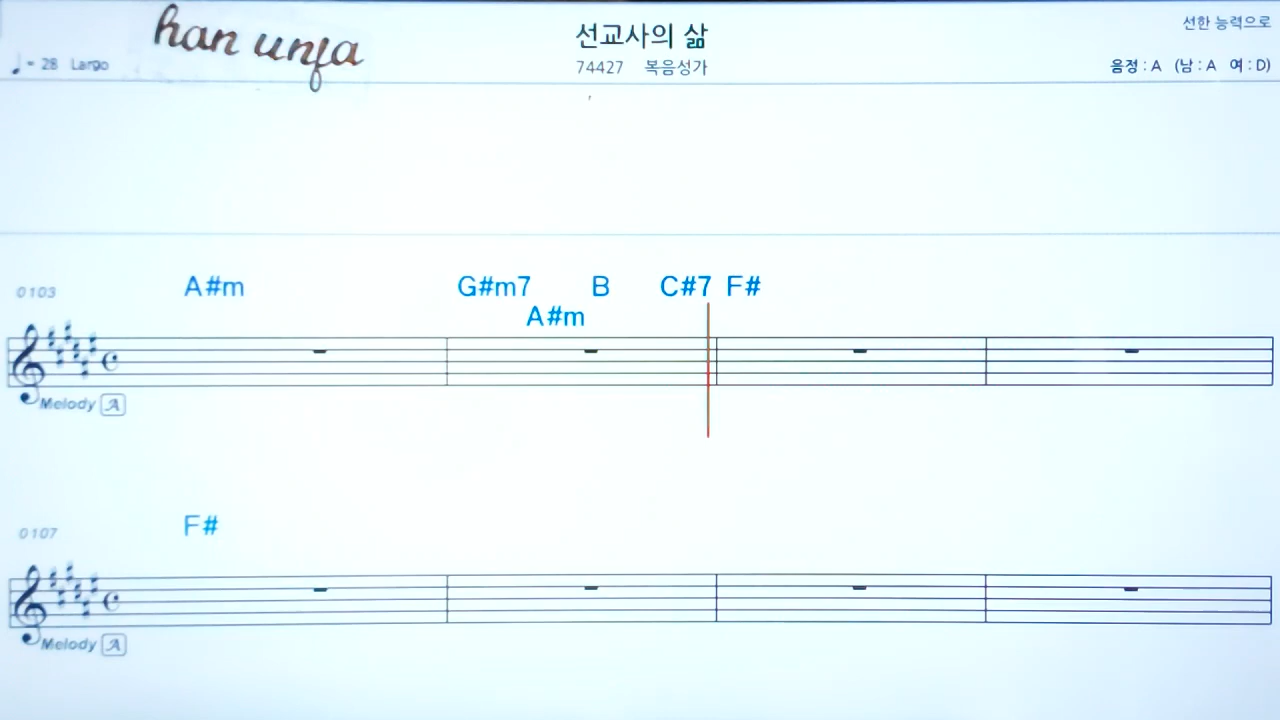 han unfa
선교사의 삶
선한 능력으로
♩= 28 Largo
74427 복음성가
음정 : A (남 : A 여 : D)
0103
A#m G#m7 B C#7 F#
A#m
Melody A
0107
F#
Melody A